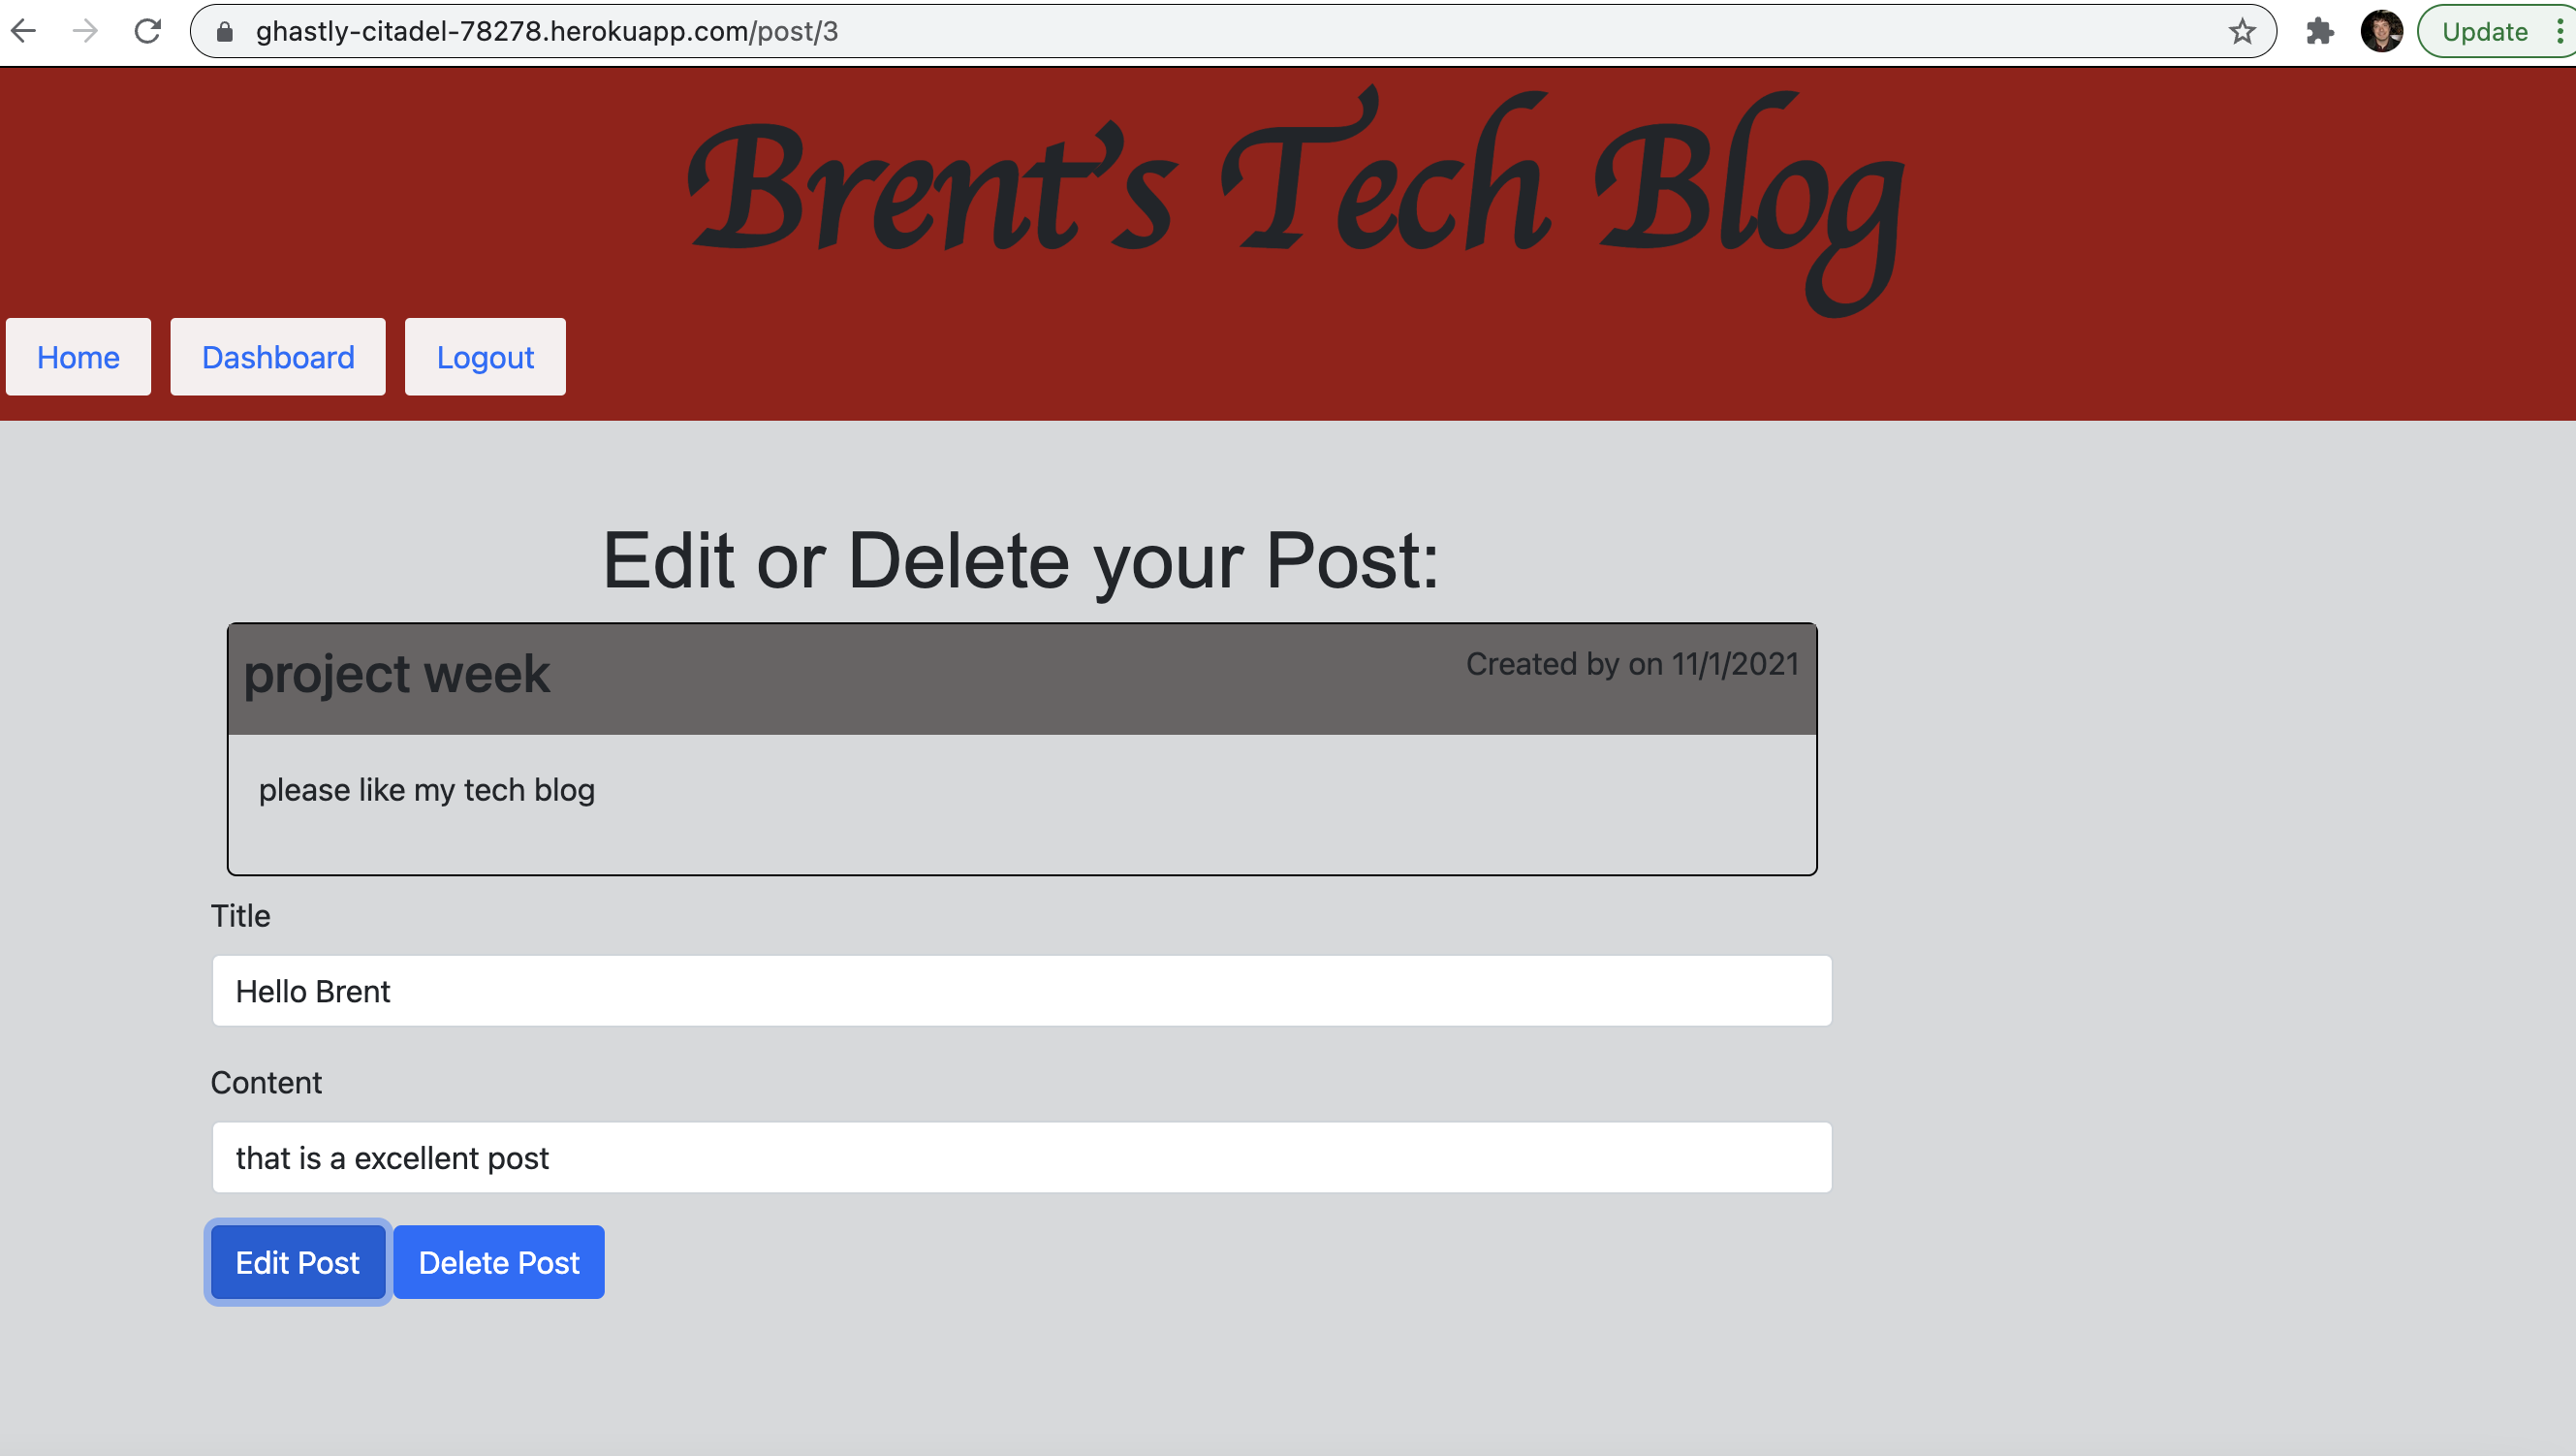 ghastly-citadel-78278.herokuapp.com/post/3
Update
Brent's Tech Blog
Home Dashboard Logout
Edit or Delete your Post:
project week Created by on 11/1/2021
please like my tech blog
Title
Hello Brent
Content
that is a excellent post
Edit Post Delete Post